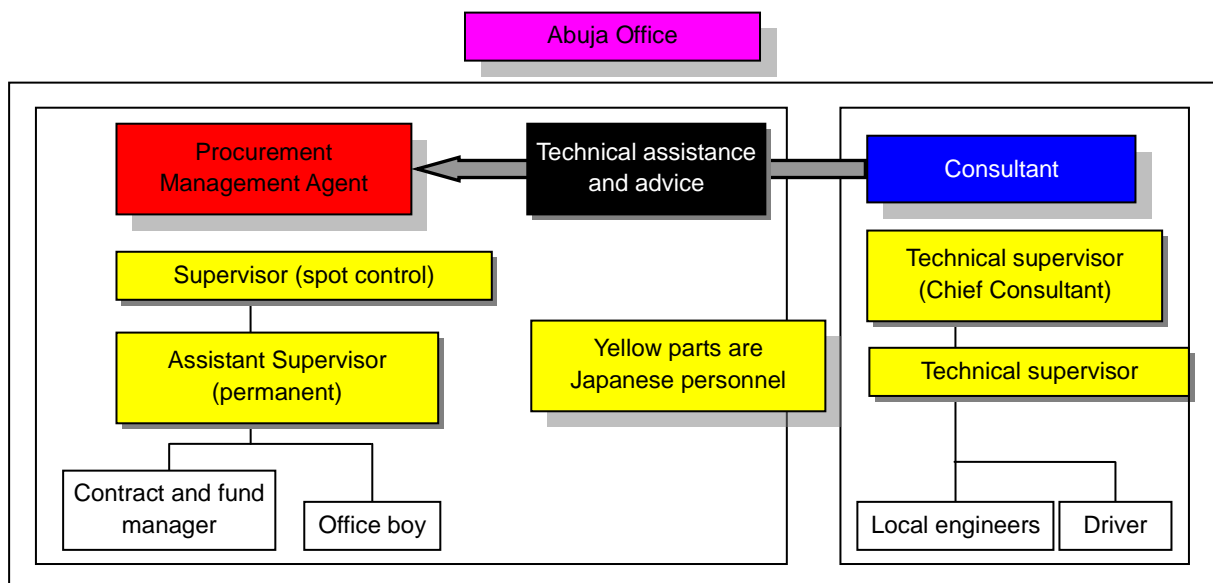 Abuja Office
Procurement
Management Agent
Technical assistance
and advice
Consultant
Supervisor (spot control)
Technical supervisor
(Chief Consultant)
Assistant Supervisor
(permanent)
Yellow parts are
Japanese personnel
Technical supervisor
Contract and fund
manager
Office boy
Local engineers
Driver